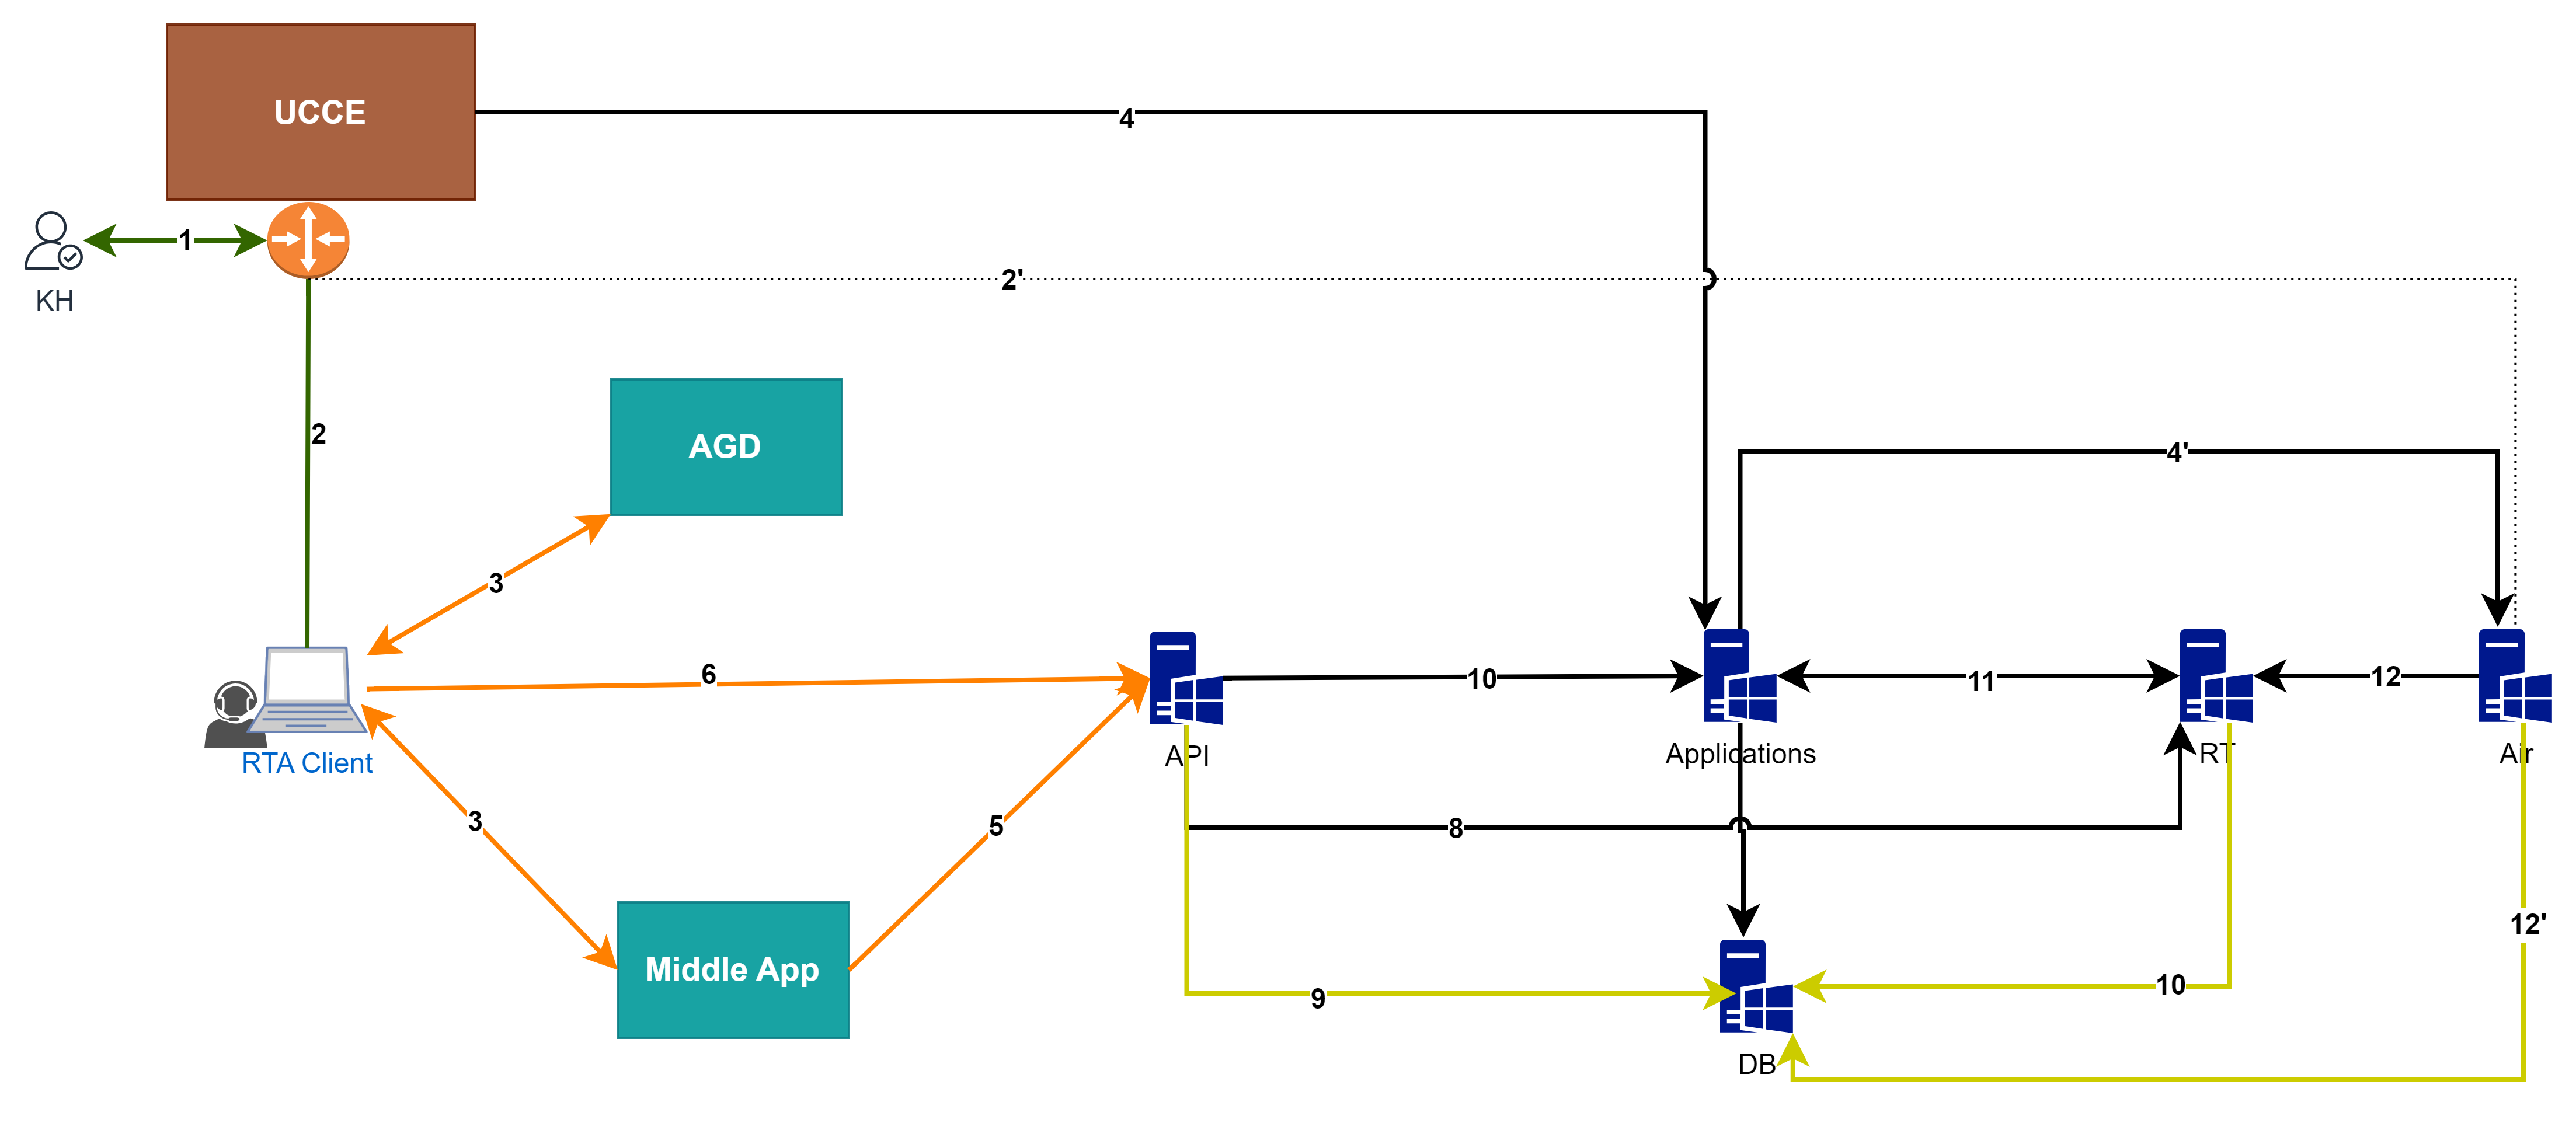 UCCE
4
1
KH
2'
2
AGD
4'
3
6
10
11
12
RTA Client
API
Applications
RT
Air
3
5
8
12'
Middle App
9
10
DB